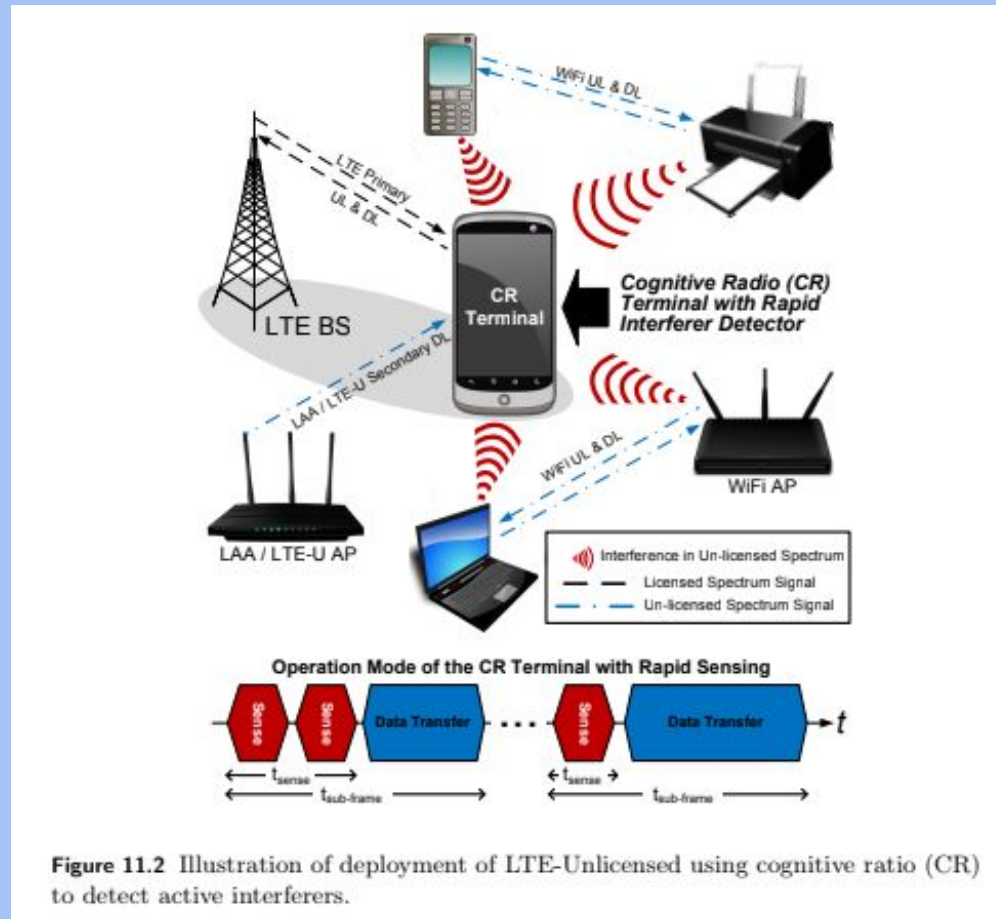 WiFi UL & DL
LTE Primary
UL & DL
CR
Terminal
Cognitive Radio (CR)
Terminal with Rapid
Interferer Detector
LTE BS
LAA / LTE-U Secondary DL
WiFi UL & DL
WiFi AP
LAA / LTE-U AP
Interference in Un-licensed Spectrum
Licensed Spectrum Signal
Un-licensed Spectrum Signal
Operation Mode of the CR Terminal with Rapid Sensing
Sense
Sense
Data Transfer
...
Sense
Data Transfer
t
tsense
tsense
tsub-frame
tsub-frame
Figure 11.2 Illustration of deployment of LTE-Unlicensed using cognitive ratio (CR)
to detect active interferers.